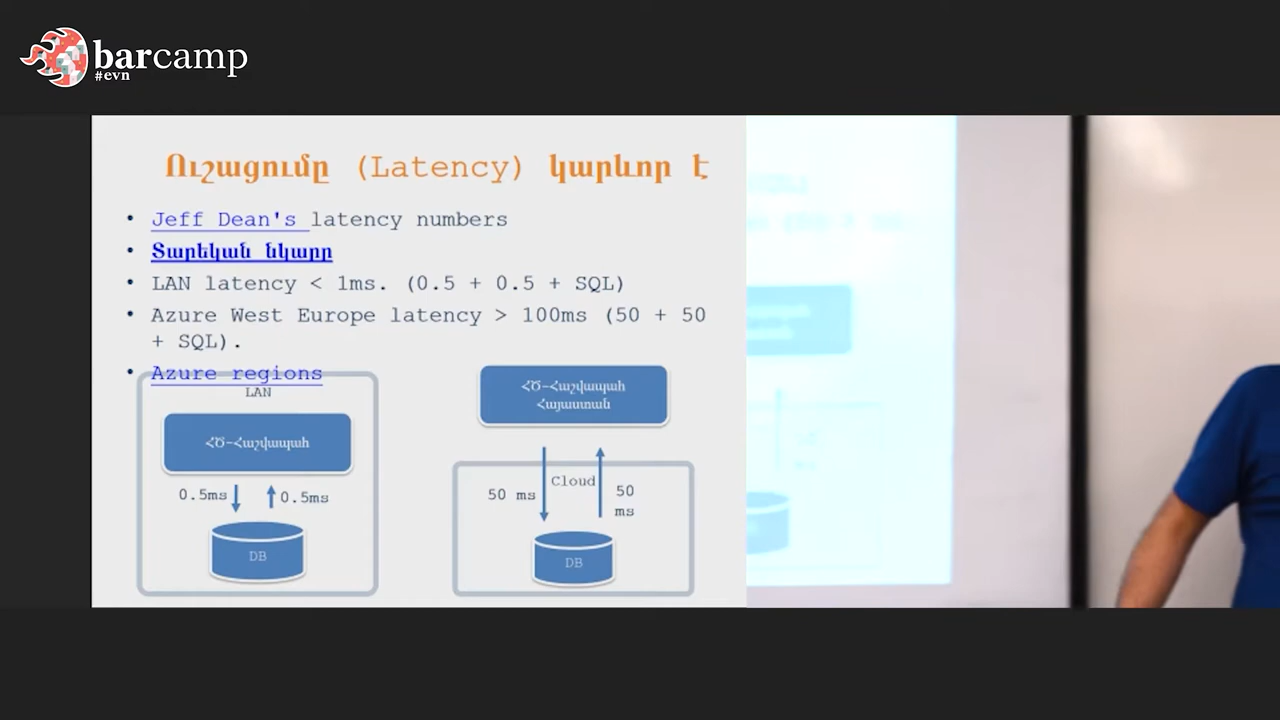 barcamp
#evn
Ուշացումը (Latency) կարևոր է
• Jeff Dean's latency numbers
• Տարեկան նկարը
• LAN latency < 1ms. (0.5 + 0.5 + SQL)
• Azure West Europe latency > 100ms (50 + 50
+ SQL).
• Azure regions
LAN
ՀԾ-Հաշվապահ
0.5ms
0.5ms
DB
ՀԾ-Հաշվապահ
Հայաստան
Cloud
50 ms
50
ms
DB